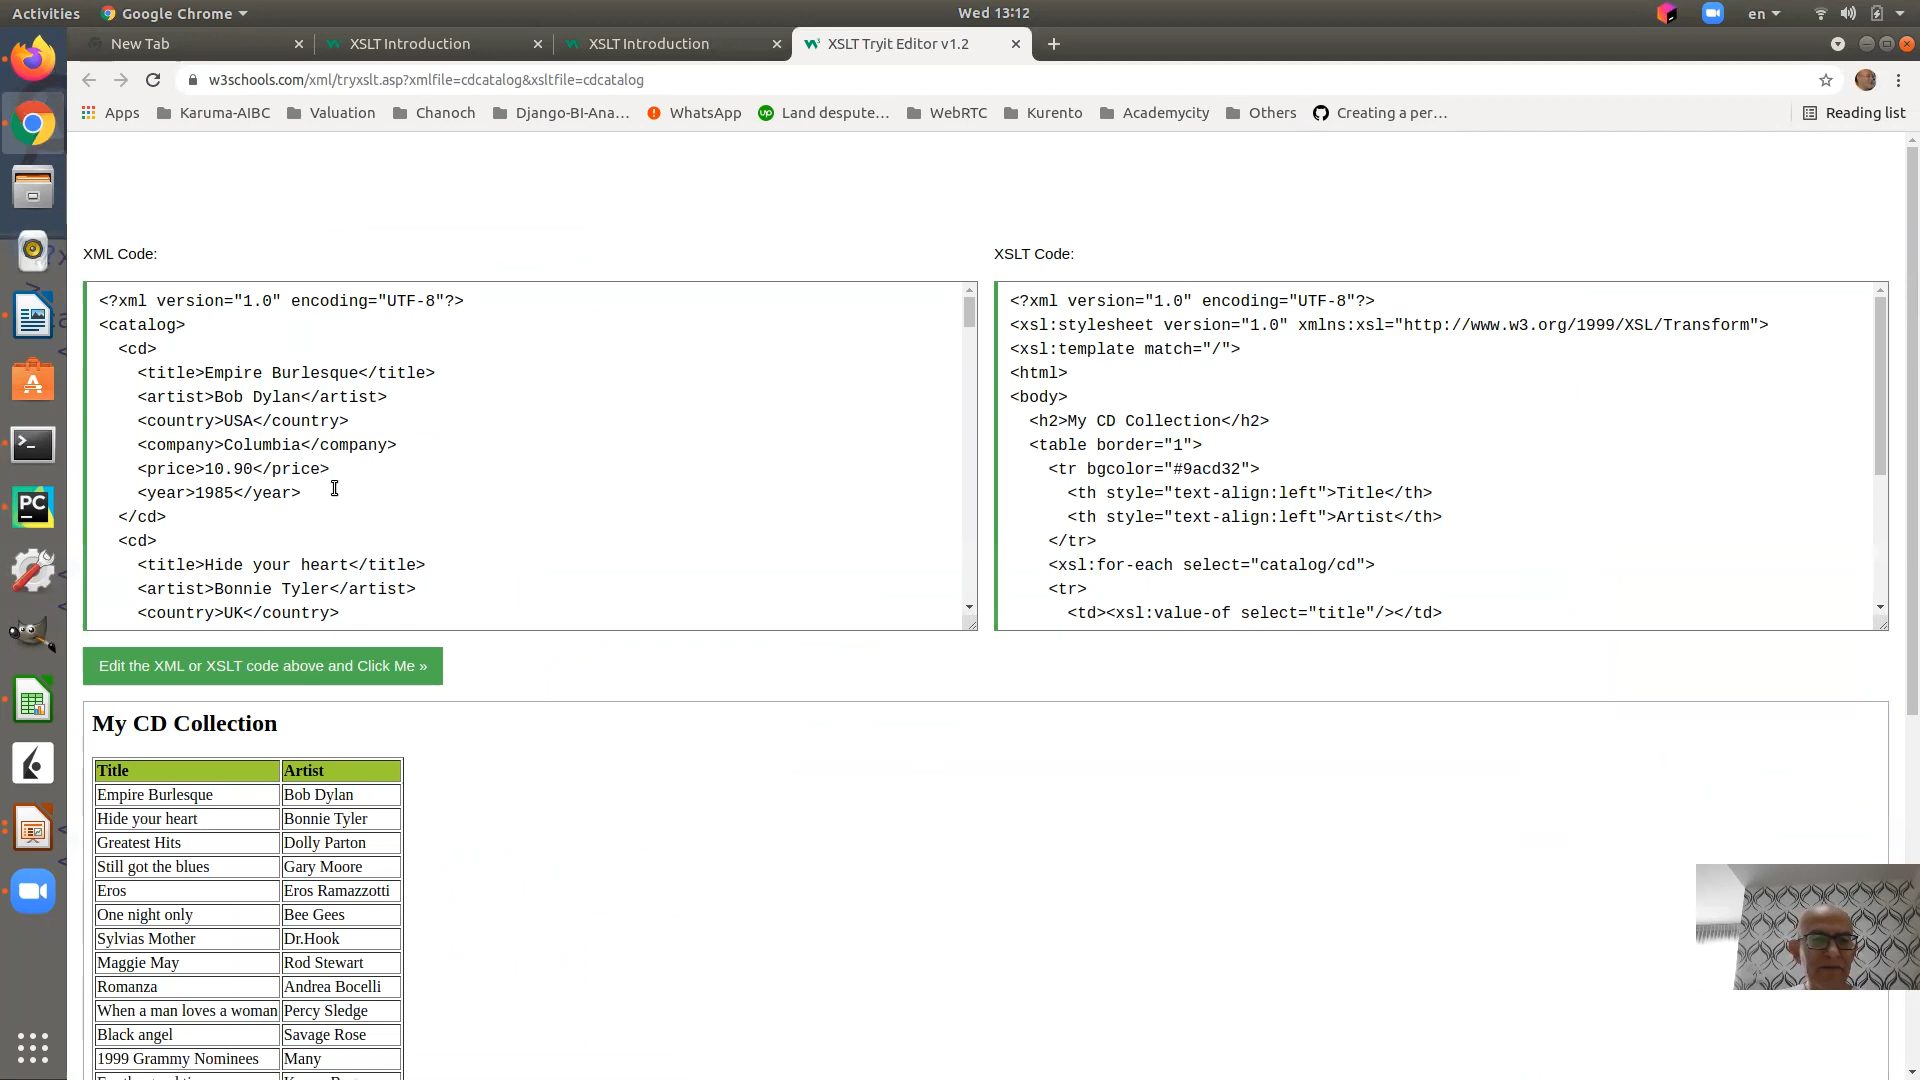 Activities
Google Chrome
Wed 13:12
en
New Tab
XSLT Introduction
XSLT Introduction
XSLT Tryit Editor v1.2
w3schools.com/xml/tryxslt.asp?xmlfile=cdcatalog&xsltfile=cdcatalog
Apps
Karuma-AIBC
Valuation
Chanoch
Django-BI-Ana...
WhatsApp
Land despute...
WebRTC
Kurento
Academycity
Others
Creating a per...
Reading list
XML Code:
<?xml version="1.0" encoding="UTF-8"?>
<catalog>
<cd>
<title>Empire Burlesque</title>
<artist>Bob Dylan</artist>
<country>USA</country>
<company>Columbia</company>
<price>10.90</price>
<year>1985</year>
</cd>
<cd>
<title>Hide your heart</title>
<artist>Bonnie Tyler</artist>
<country>UK</country>
XSLT Code:
<?xml version="1.0" encoding="UTF-8"?>
<xsl:stylesheet version="1.0" xmlns:xsl="http://www.w3.org/1999/XSL/Transform">
<xsl:template match="/">
<html>
<body>
<h2>My CD Collection</h2>
<table border="1">
<tr bgcolor="#9acd32">
<th style="text-align:left">Title</th>
<th style="text-align:left">Artist</th>
</tr>
<xsl:for-each select="catalog/cd">
<tr>
<td><xsl:value-of select="title"/></td>
Edit the XML or XSLT code above and Click Me »
My CD Collection
Title Artist
Empire Burlesque Bob Dylan
Hide your heart Bonnie Tyler
Greatest Hits Dolly Parton
Still got the blues Gary Moore
Eros Eros Ramazzotti
One night only Bee Gees
Sylvias Mother Dr.Hook
Maggie May Rod Stewart
Romanza Andrea Bocelli
When a man loves a woman Percy Sledge
Black angel Savage Rose
1999 Grammy Nominees Many